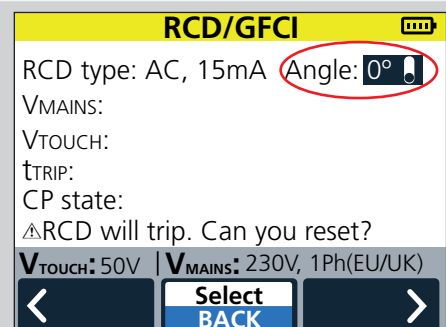 RCD/GFCI
RCD type: AC, 15mA Angle: 0°
VMAINS:
VTOUCH:
tTRIP:
CP state:
⚠RCD will trip. Can you reset?
VTOUCH: 50V | VMAINS: 230V, 1Ph(EU/UK)
< Select >
BACK